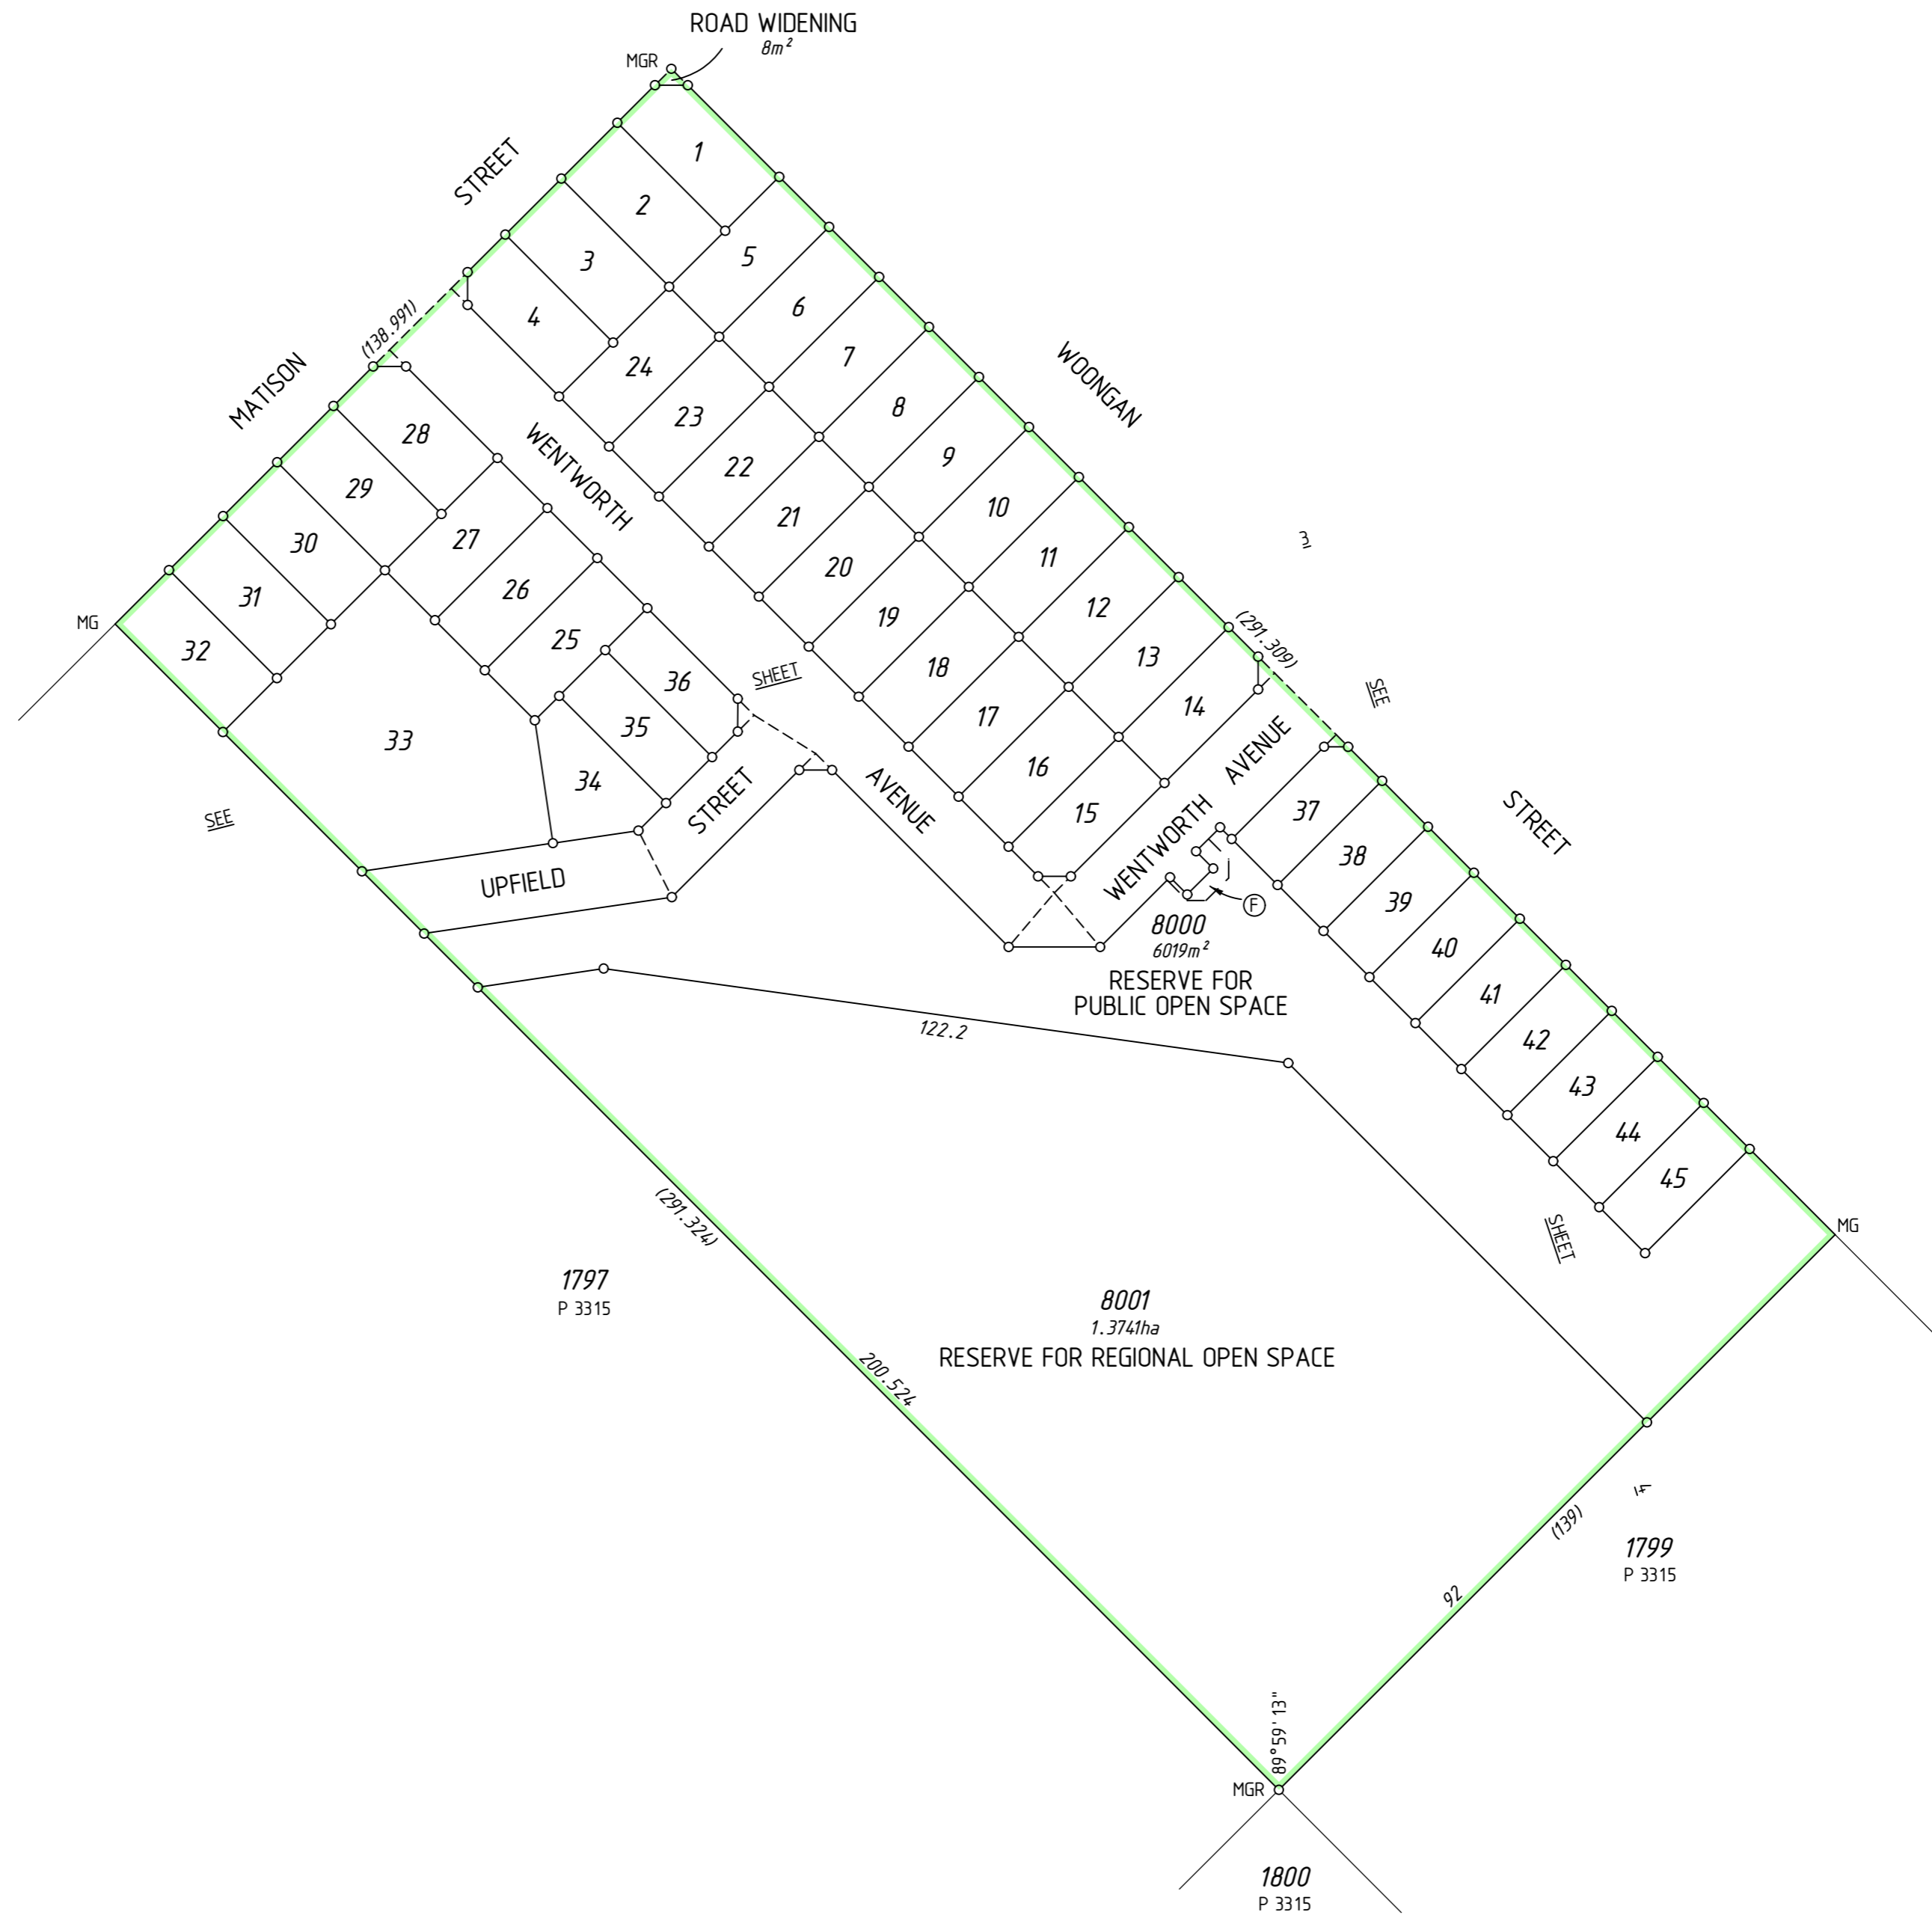 ROAD WIDENING
8m²
MGR
STREET
1
2
3
4
5
6
7
8
9
10
11
12
13
14
15
16
17
18
19
20
21
22
23
24
(138.991)
MATISON
WOONGAN
28
29
30
31
32
MG
27
26
25
36
35
34
33
WENTWORTH
SHEET
3
(291.309)
SEE
AVENUE
STREET
AVENUE
WENTWORTH
STREET
SEE
UPFIELD
F
37
38
39
40
41
42
43
44
45
8000
6019m²
RESERVE FOR
PUBLIC OPEN SPACE
122.2
SHEET
MG
(291.324)
1797
P 3315
8001
1.3741ha
RESERVE FOR REGIONAL OPEN SPACE
200.524
4
(139)
1799
P 3315
92
89°59'13"
MGR
1800
P 3315